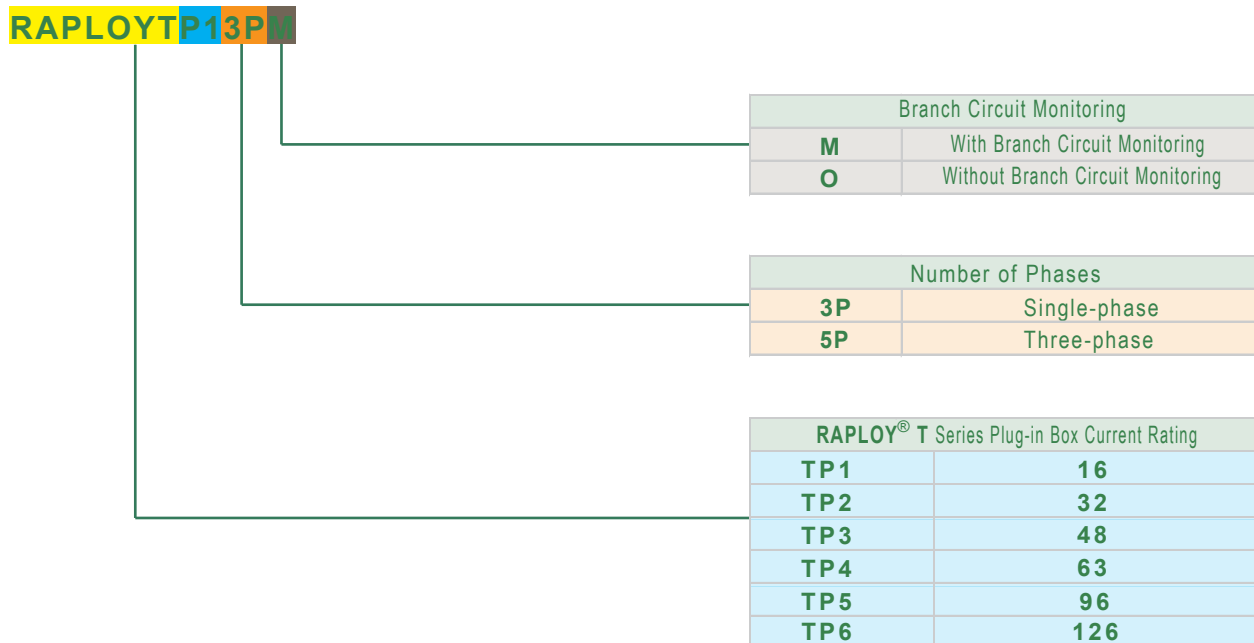 RAPLOYTP13PM
Branch Circuit Monitoring
M With Branch Circuit Monitoring
O Without Branch Circuit Monitoring
Number of Phases
3P Single-phase
5P Three-phase
RAPLOY® T Series Plug-in Box Current Rating
TP1 16
TP2 32
TP3 48
TP4 63
TP5 96
TP6 126